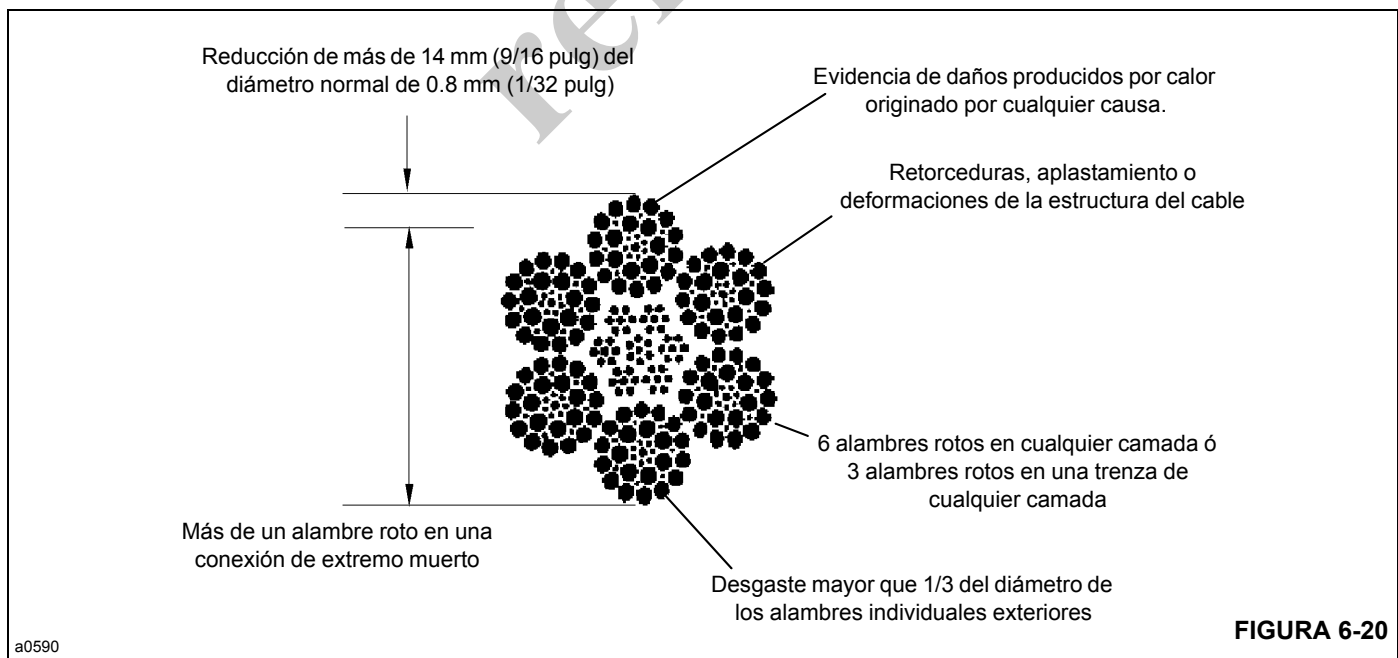 Reducción de más de 14 mm (9/16 pulg) del
diámetro normal de 0.8 mm (1/32 pulg)
Evidencia de daños producidos por calor
originado por cualquier causa.
Retorceduras, aplastamiento o
deformaciones de la estructura del cable
6 alambres rotos en cualquier camada ó
3 alambres rotos en una trenza de
cualquier camada
Más de un alambre roto en una
conexión de extremo muerto
Desgaste mayor que 1/3 del diámetro de
los alambres individuales exteriores
FIGURA 6-20
a0590